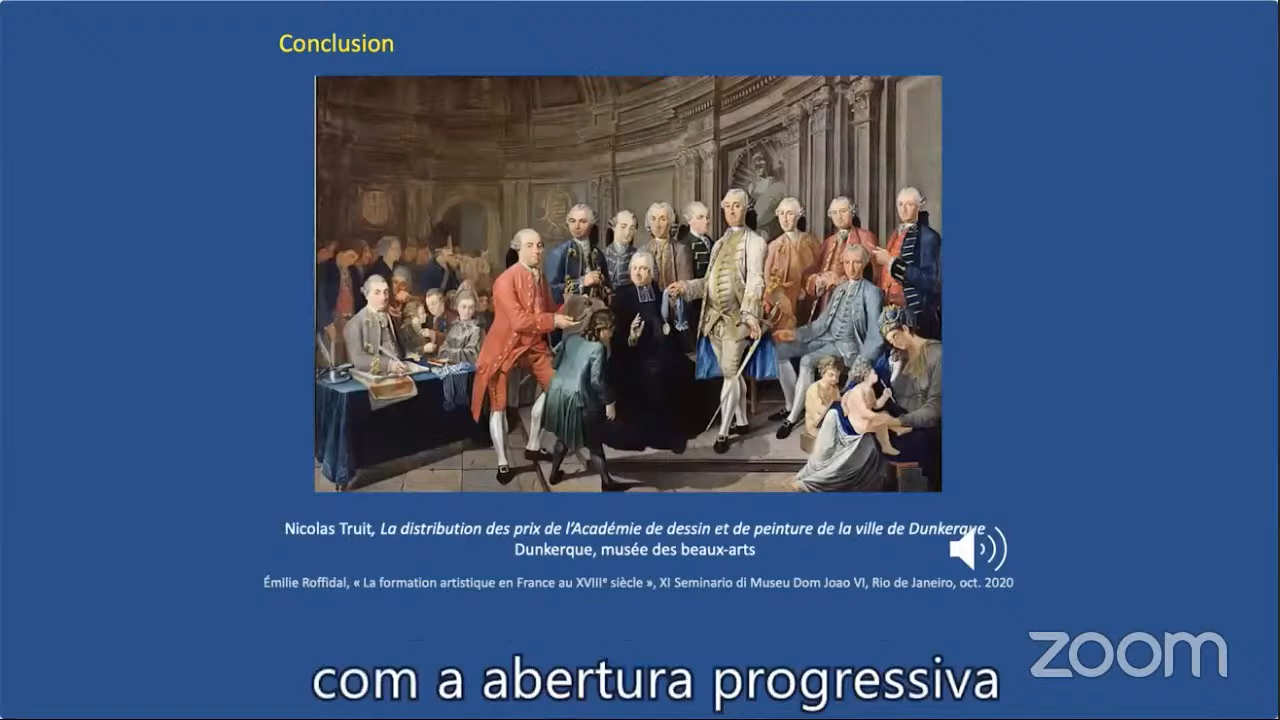 Conclusion
Nicolas Truit, La distribution des prix de l'Académie de dessin et de peinture de la ville de Dunkerque
Dunkerque, musée des beaux-arts
Émilie Roffidal, « La formation artistique en France au XVIIIe siècle », XI Seminario di Museu Dom Joao VI, Rio de Janeiro, oct. 2020
zoom
com a abertura progressiva